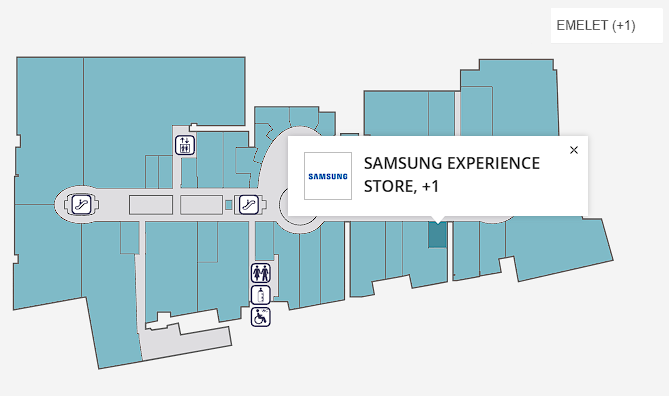 EMELET (+1)
SAMSUNG
SAMSUNG EXPERIENCE
STORE, +1